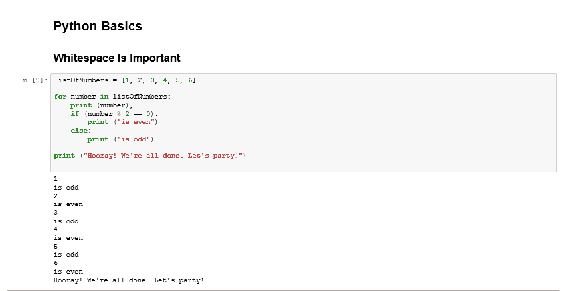 Python Basics
Whitespace Is Important
listOfNumbers = [1, 2, 3, 4, 5, 6]
for number in listOfNumbers:
print (number),
if (number % 2 == 0):
print ("is even")
else:
print ("is odd")
print ("Hooray! We're all done. Let's party!")
1
is odd
2
is even
3
is odd
4
is even
5
is odd
6
is even
Hooray! We're all done. Let's party!